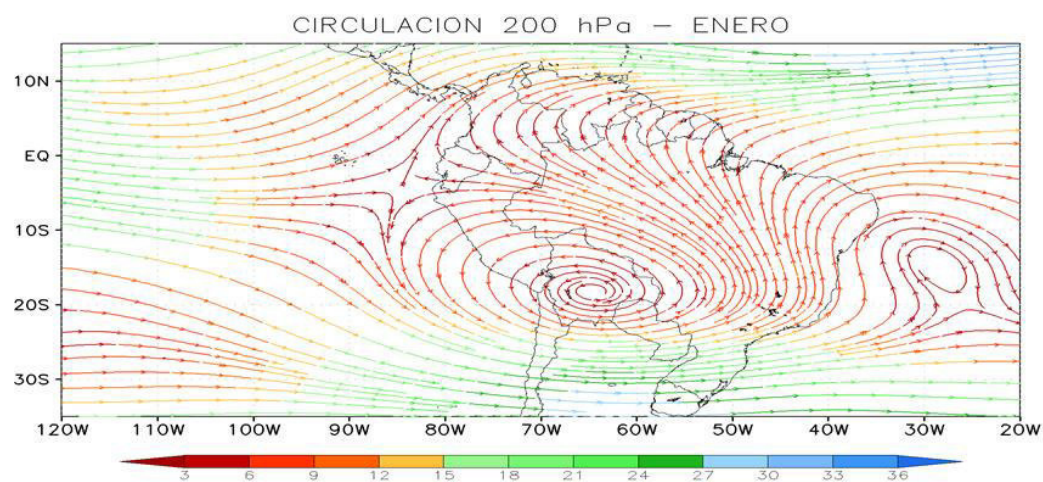 CIRCULACION 200 hPa − ENERO
10N
EQ
10S
20S
30S
120W 110W 100W 90W 80W 70W 60W 50W 40W 30W 20W
3 6 9 12 15 18 21 24 27 30 33 36